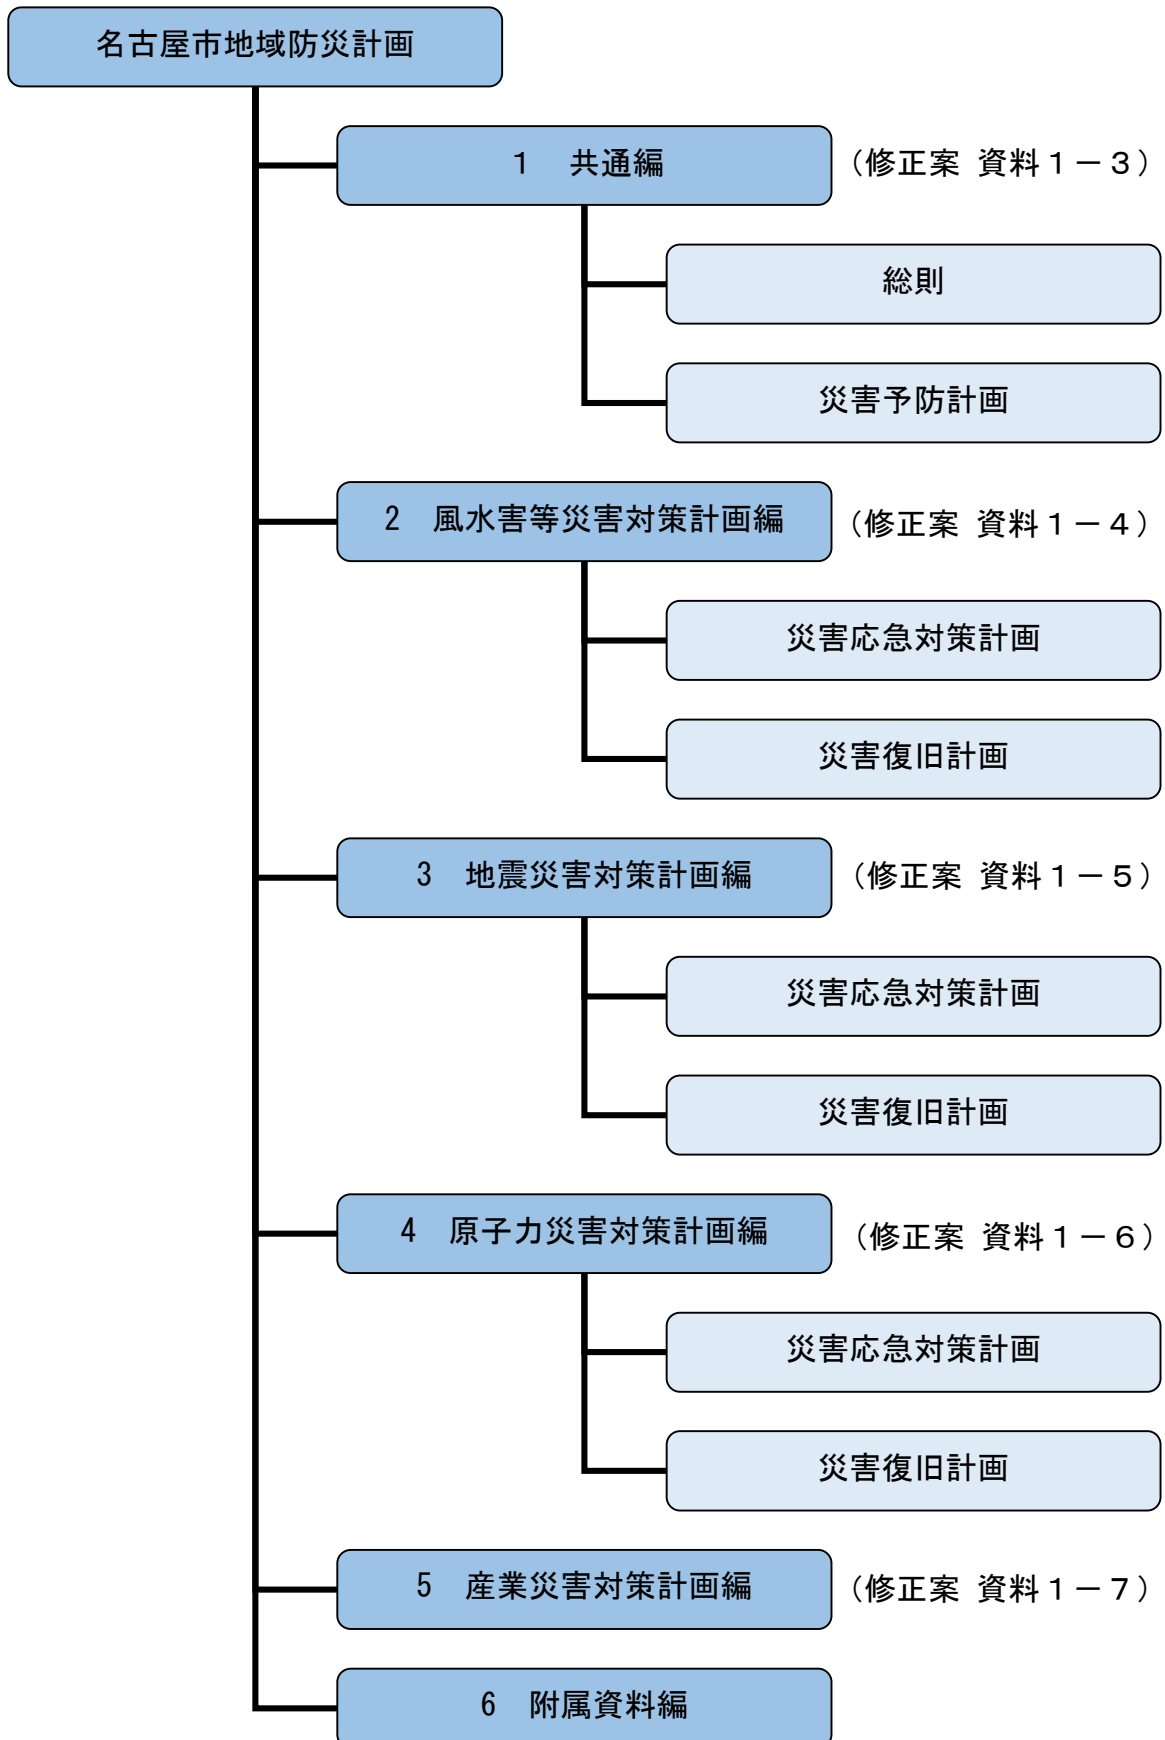 名古屋市地域防災計画
１　共通編
（修正案 資料１－３）
総則
災害予防計画
2　風水害等災害対策計画編
（修正案 資料１－４）
災害応急対策計画
災害復旧計画
3　地震災害対策計画編
（修正案 資料１－５）
災害応急対策計画
災害復旧計画
4　原子力災害対策計画編
（修正案 資料１－６）
災害応急対策計画
災害復旧計画
5　産業災害対策計画編
（修正案 資料１－７）
6　附属資料編